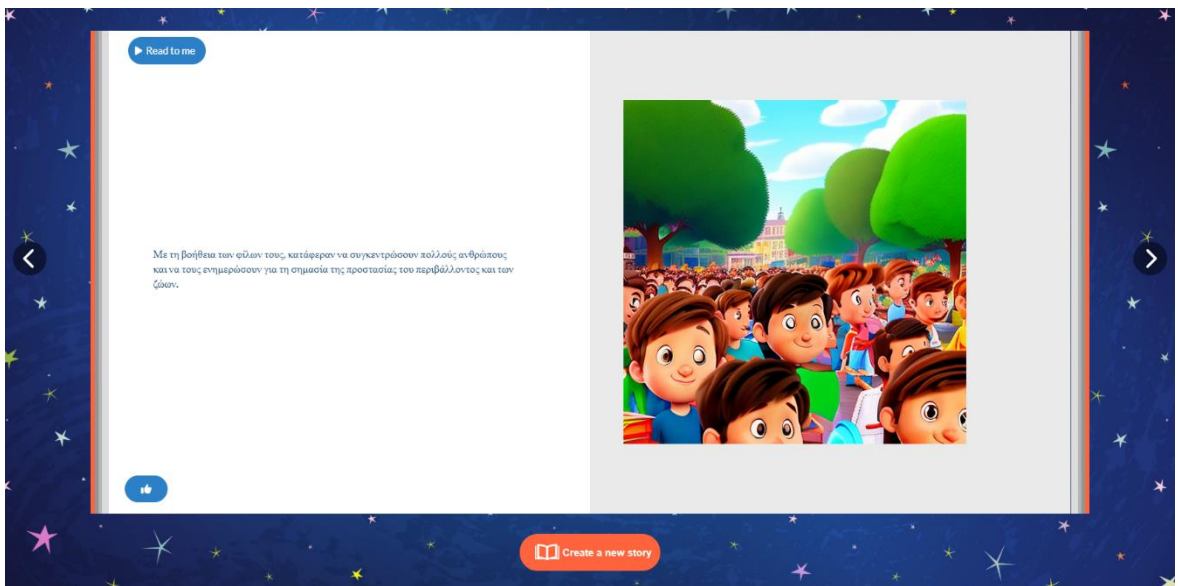 Read to me
Με τη βοήθεια των φίλων τους, κατάφεραν να συγκεντρώσουν πολλούς ανθρώπους
και να τους ενημερώσουν για τη σημασία της προστασίας του περιβάλλοντος και των
ζώων.
Create a new story